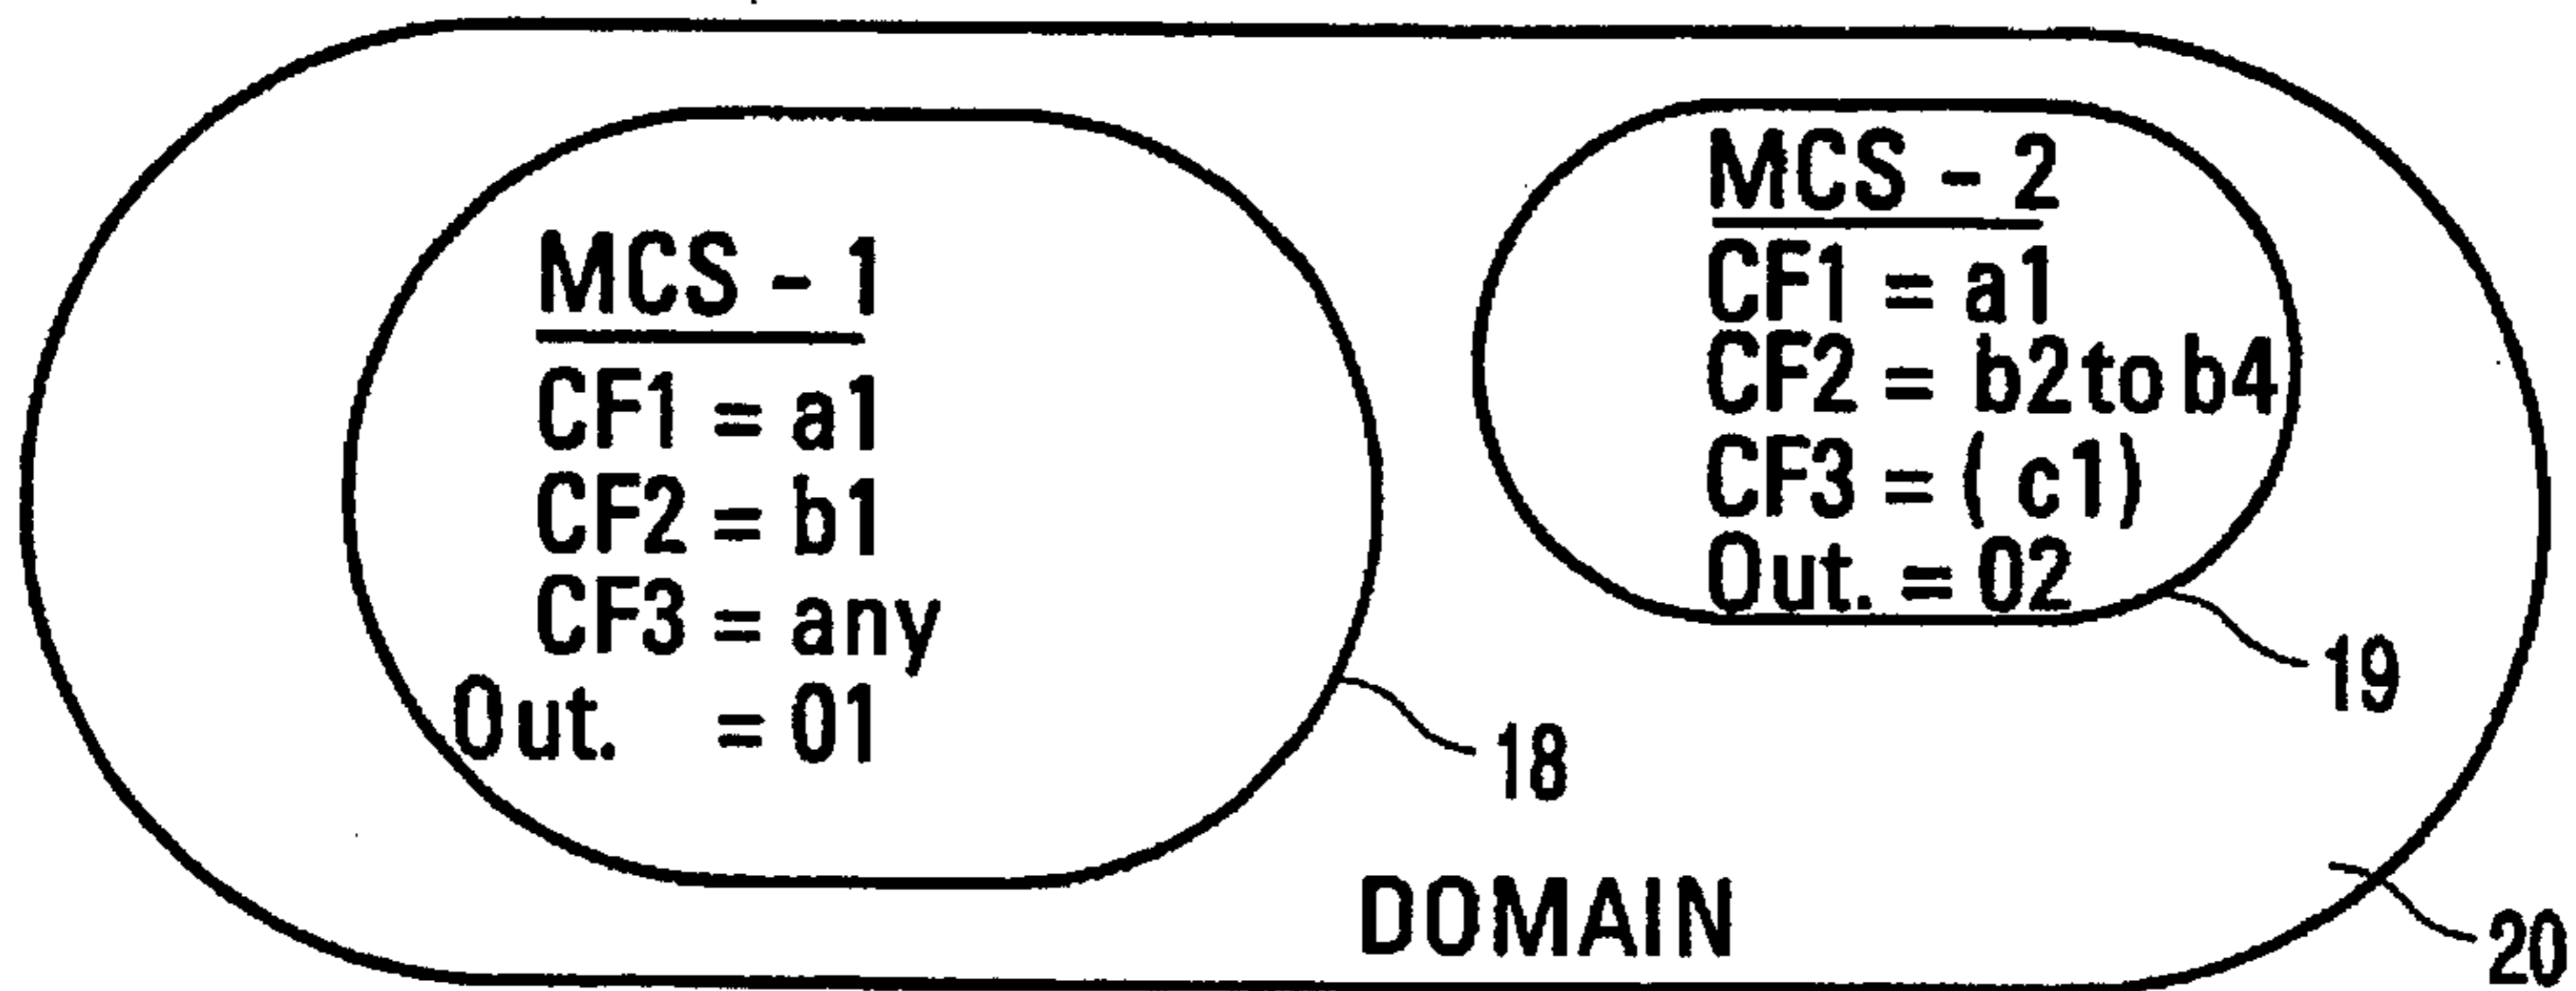 MCS - 1
CF1 = a1
CF2 = b1
CF3 = any
Out. = 01
MCS - 2
CF1 = a1
CF2 = b2 to b4
CF3 = ( c1)
Out. = 02
18
19
DOMAIN
20